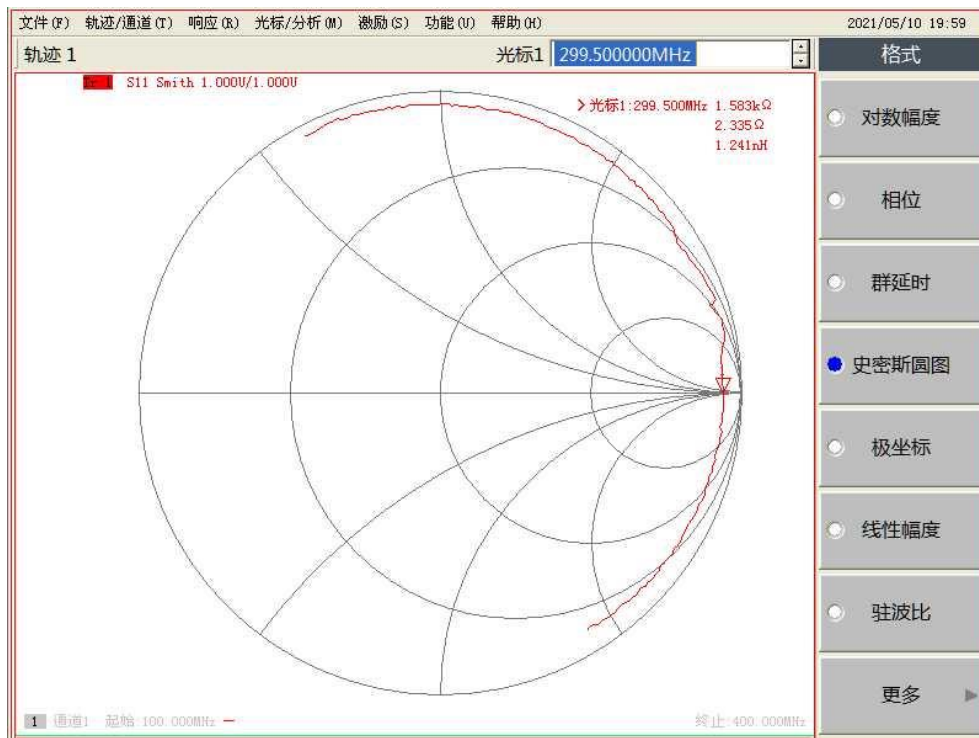 文件(F) 轨迹/通道(T) 响应(R) 光标/分析(M) 激励(S) 功能(U) 帮助(H) 2021/05/10 19:59
轨迹 1 光标1 299.500000MHz 格式
Tr 1 S11 Smith 1.000U/1.000U
>光标1:299.500MHz 1.583kΩ
2.335Ω
1.241nH
对数幅度
相位
群延时
史密斯圆图
极坐标
线性幅度
驻波比
更多
1 通道1 起始 100.000MHz 终止:400.000MHz